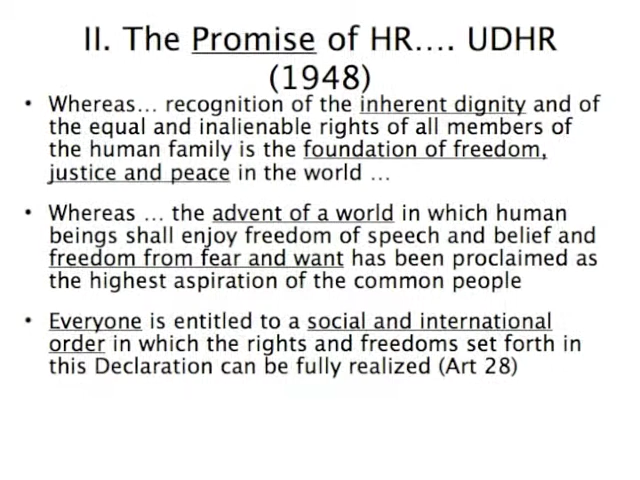 II. The Promise of HR…. UDHR
(1948)
• Whereas… recognition of the inherent dignity and of
the equal and inalienable rights of all members of
the human family is the foundation of freedom,
justice and peace in the world …
• Whereas … the advent of a world in which human
beings shall enjoy freedom of speech and belief and
freedom from fear and want has been proclaimed as
the highest aspiration of the common people
• Everyone is entitled to a social and international
order in which the rights and freedoms set forth in
this Declaration can be fully realized (Art 28)